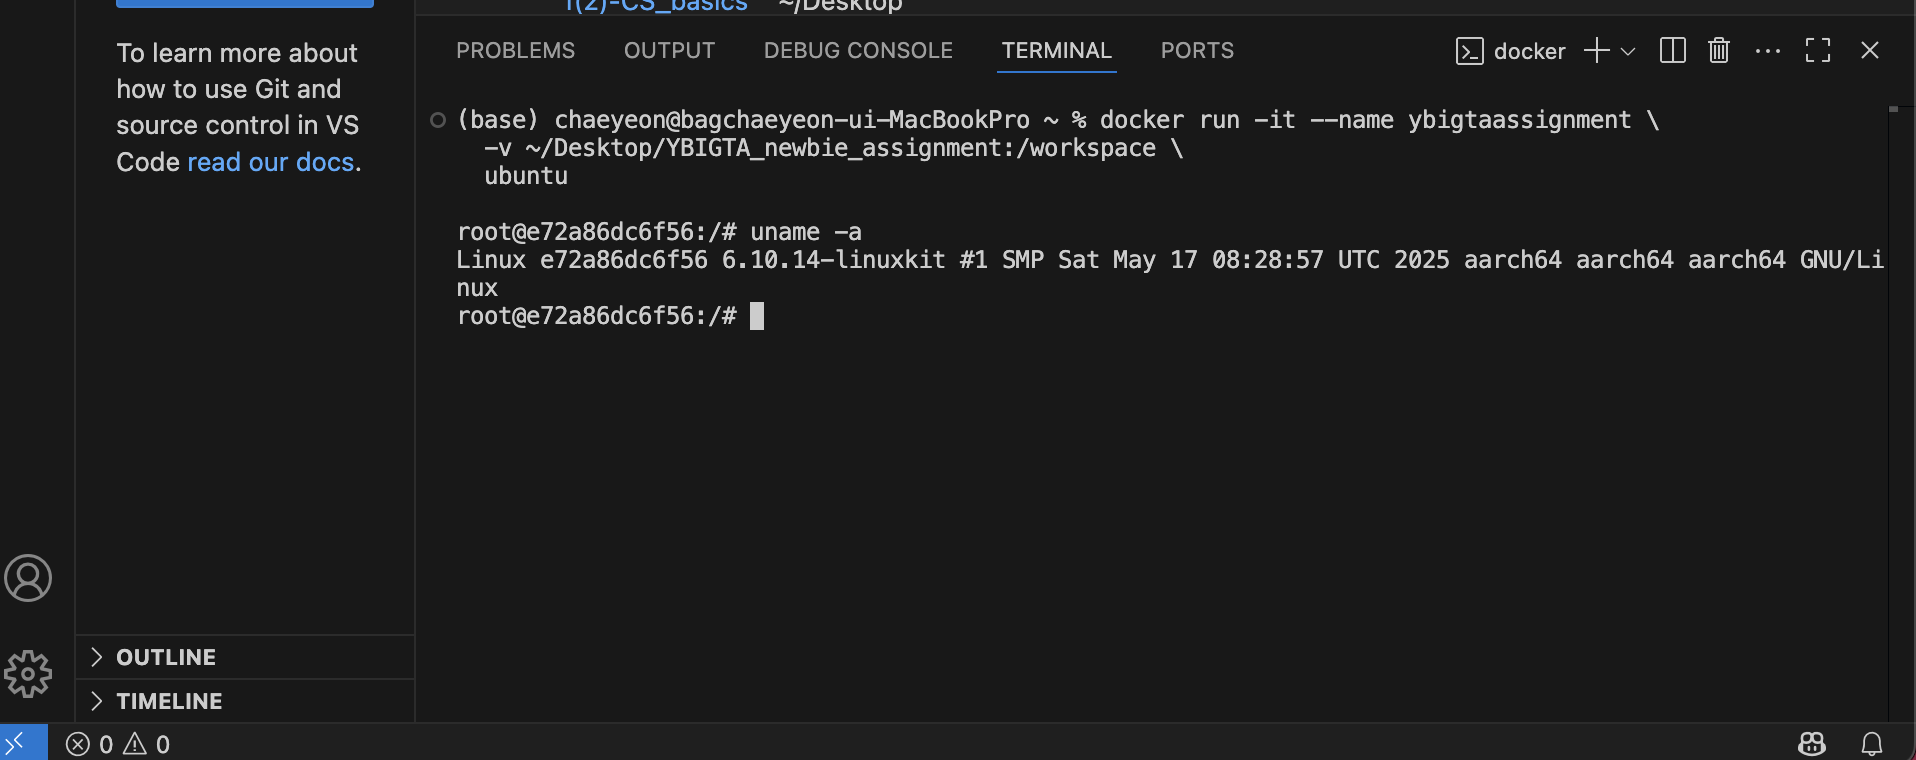 1(2)-CS_basics ~/Desktop
To learn more about
how to use Git and
source control in VS
Code read our docs.
PROBLEMS OUTPUT DEBUG CONSOLE TERMINAL PORTS docker
(base) chaeyeon@bagchaeyeon-ui-MacBookPro ~ % docker run -it --name ybigtaassignment \
-v ~/Desktop/YBIGTA_newbie_assignment:/workspace \
ubuntu
root@e72a86dc6f56:/# uname -a
Linux e72a86dc6f56 6.10.14-linuxkit #1 SMP Sat May 17 08:28:57 UTC 2025 aarch64 aarch64 aarch64 GNU/Li
nux
root@e72a86dc6f56:/#
OUTLINE
TIMELINE
0 0